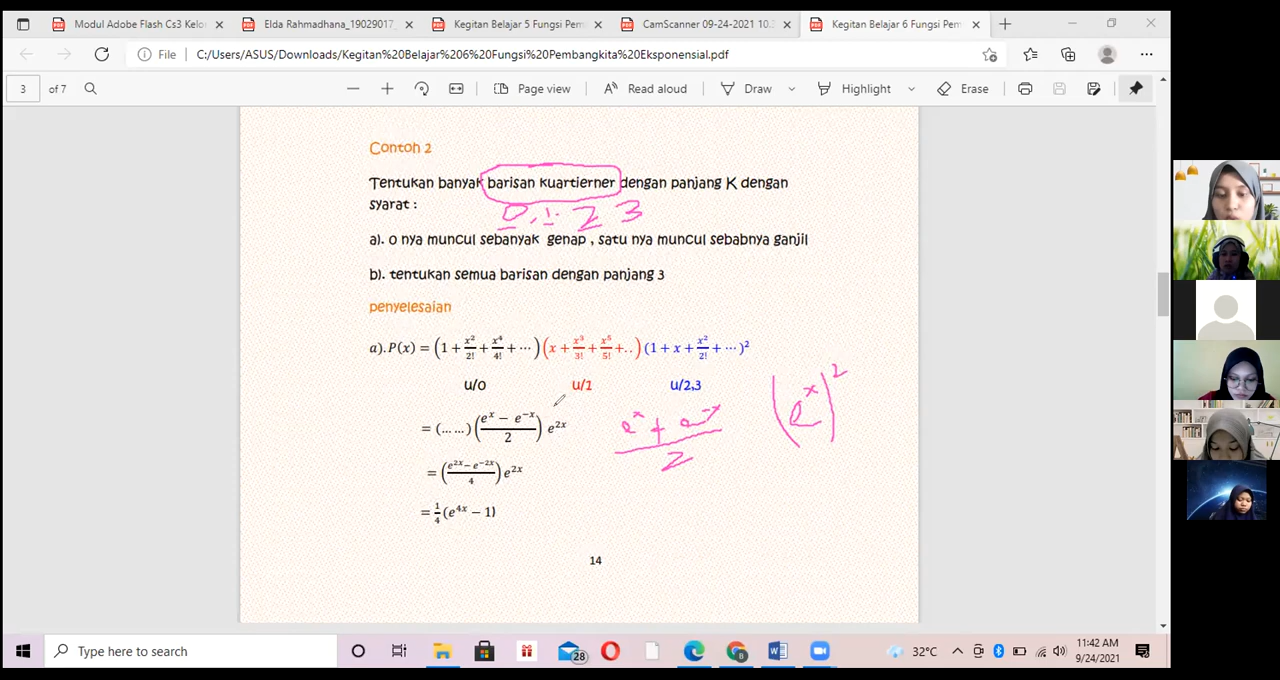 Modul Adobe Flash Cs3 Kelo
Elda Rahmadhana_19029017_
Kegitan Belajar 5 Fungsi Pem
CamScanner 09-24-2021 10.
Kegitan Belajar 6 Fungsi Pem
File C:/Users/ASUS/Downloads/Kegitan%20Belajar%206%20Fungsi%20Pembangkita%20Eksponensial.pdf
3 of 7 Page view Read aloud Draw Highlight Erase
Contoh 2
Tentukan banyak barisan kuartierner dengan panjang K dengan
syarat :
0, 1, 2 3
a). 0 nya muncul sebanyak genap , satu nya muncul sebabnya ganjil
b). tentukan semua barisan dengan panjang 3
penyelesaian
a). P(x) = (1 + x²/2! + x⁴/4! + ⋯ ) (x + x³/3! + x⁵/5! + .. ) (1 + x + x²/2! + ⋯ )²
u/0 u/1 u/2,3
= (... ...) ((eˣ − e⁻ˣ)/2) e²ˣ
(eˣ + e⁻ˣ)/2
(eˣ)²
= ((e²ˣ − e⁻²ˣ)/4) e²ˣ
= 1/4 (e⁴ˣ − 1)
14
Type here to search
28
32°C
11:42 AM
9/24/2021